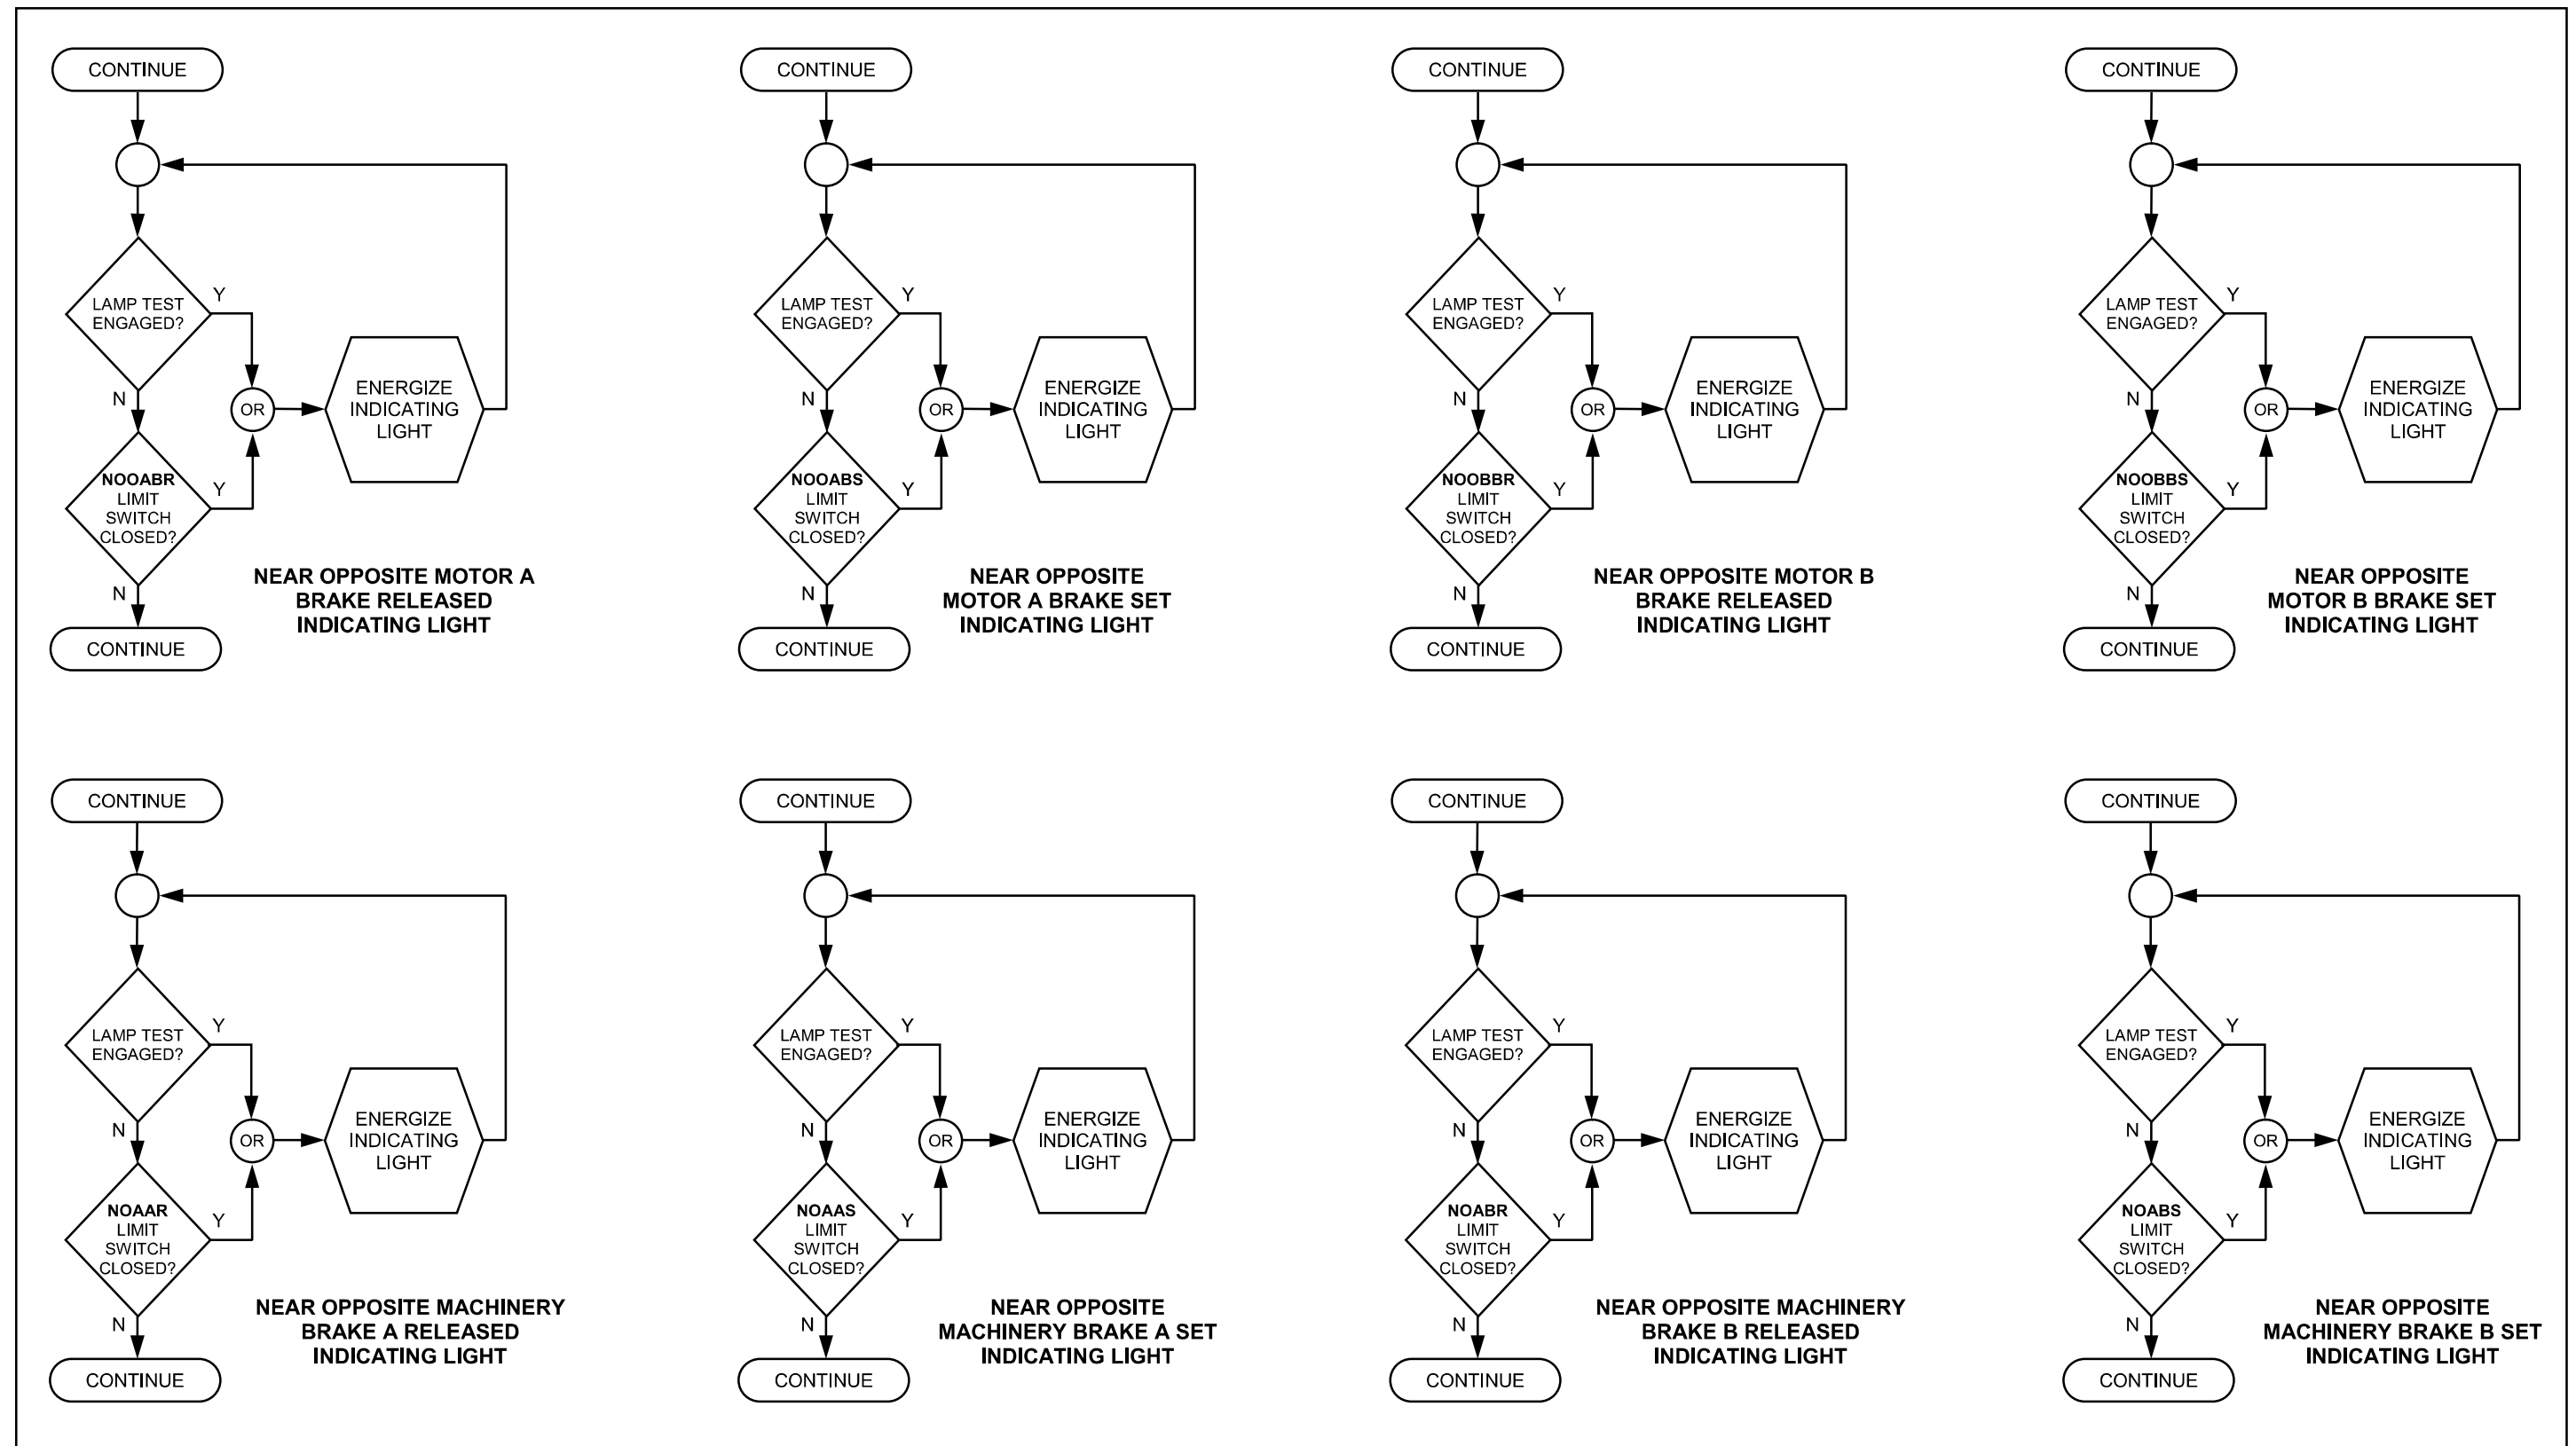 CONTINUE
LAMP TEST
ENGAGED?
Y
N
OR
ENERGIZE
INDICATING
LIGHT
NOOABR
LIMIT
SWITCH
CLOSED?
Y
N
NEAR OPPOSITE MOTOR A
BRAKE RELEASED
INDICATING LIGHT
CONTINUE
CONTINUE
LAMP TEST
ENGAGED?
Y
N
OR
ENERGIZE
INDICATING
LIGHT
NOOABS
LIMIT
SWITCH
CLOSED?
Y
N
NEAR OPPOSITE
MOTOR A BRAKE SET
INDICATING LIGHT
CONTINUE
CONTINUE
LAMP TEST
ENGAGED?
Y
N
OR
ENERGIZE
INDICATING
LIGHT
NOOBBR
LIMIT
SWITCH
CLOSED?
Y
N
NEAR OPPOSITE MOTOR B
BRAKE RELEASED
INDICATING LIGHT
CONTINUE
CONTINUE
LAMP TEST
ENGAGED?
Y
N
OR
ENERGIZE
INDICATING
LIGHT
NOOBBS
LIMIT
SWITCH
CLOSED?
Y
N
NEAR OPPOSITE
MOTOR B BRAKE SET
INDICATING LIGHT
CONTINUE
CONTINUE
LAMP TEST
ENGAGED?
Y
N
OR
ENERGIZE
INDICATING
LIGHT
NOAAR
LIMIT
SWITCH
CLOSED?
Y
N
NEAR OPPOSITE MACHINERY
BRAKE A RELEASED
INDICATING LIGHT
CONTINUE
CONTINUE
LAMP TEST
ENGAGED?
Y
N
OR
ENERGIZE
INDICATING
LIGHT
NOAAS
LIMIT
SWITCH
CLOSED?
Y
N
NEAR OPPOSITE
MACHINERY BRAKE A SET
INDICATING LIGHT
CONTINUE
CONTINUE
LAMP TEST
ENGAGED?
Y
N
OR
ENERGIZE
INDICATING
LIGHT
NOABR
LIMIT
SWITCH
CLOSED?
Y
N
NEAR OPPOSITE MACHINERY
BRAKE B RELEASED
INDICATING LIGHT
CONTINUE
CONTINUE
LAMP TEST
ENGAGED?
Y
N
OR
ENERGIZE
INDICATING
LIGHT
NOABS
LIMIT
SWITCH
CLOSED?
Y
N
NEAR OPPOSITE
MACHINERY BRAKE B SET
INDICATING LIGHT
CONTINUE